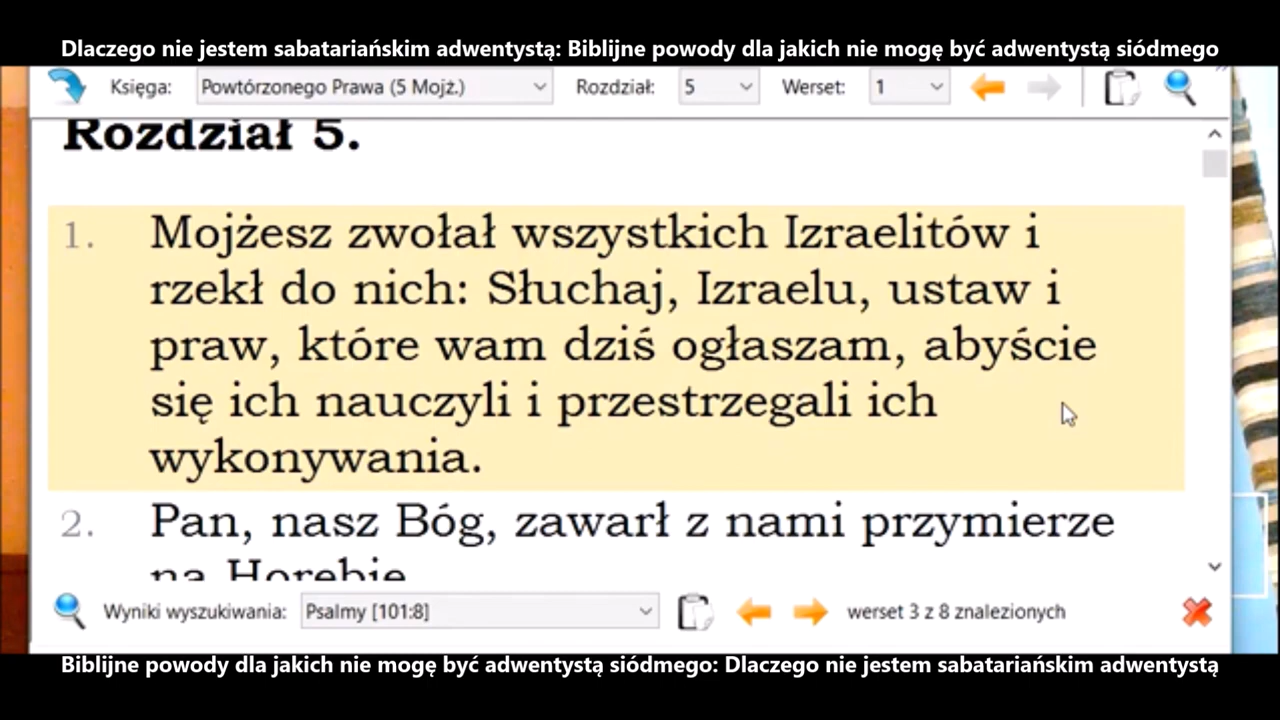 Dlaczego nie jestem sabatariańskim adwentystą: Biblijne powody dla jakich nie mogę być adwentystą siódmego
Księga: Powtórzonego Prawa (5 Mojż.) Rozdział: 5 Werset: 1
Rozdział 5.
1. Mojżesz zwołał wszystkich Izraelitów i
rzekł do nich: Słuchaj, Izraelu, ustaw i
praw, które wam dziś ogłaszam, abyście
się ich nauczyli i przestrzegali ich
wykonywania.
2. Pan, nasz Bóg, zawarł z nami przymierze
na Horebie
Wyniki wyszukiwania: Psalmy [101:8] werset 3 z 8 znalezionych
Biblijne powody dla jakich nie mogę być adwentystą siódmego: Dlaczego nie jestem sabatariańskim adwentystą